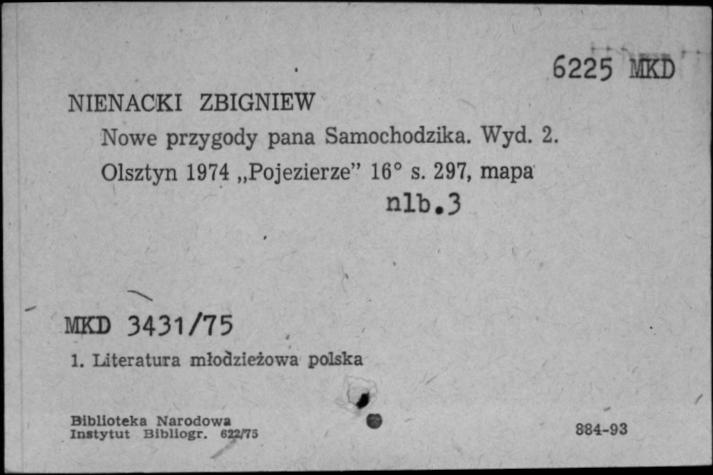 6225 MKD
NIENACKI ZBIGNIEW
Nowe przygody pana Samochodzika. Wyd. 2.
Olsztyn 1974 „Pojezierze” 16° s. 297, mapa
nlb.3
MKD 3431/75
1. Literatura młodzieżowa polska
Biblioteka Narodowa
Instytut Bibliogr. 622/75
884-93